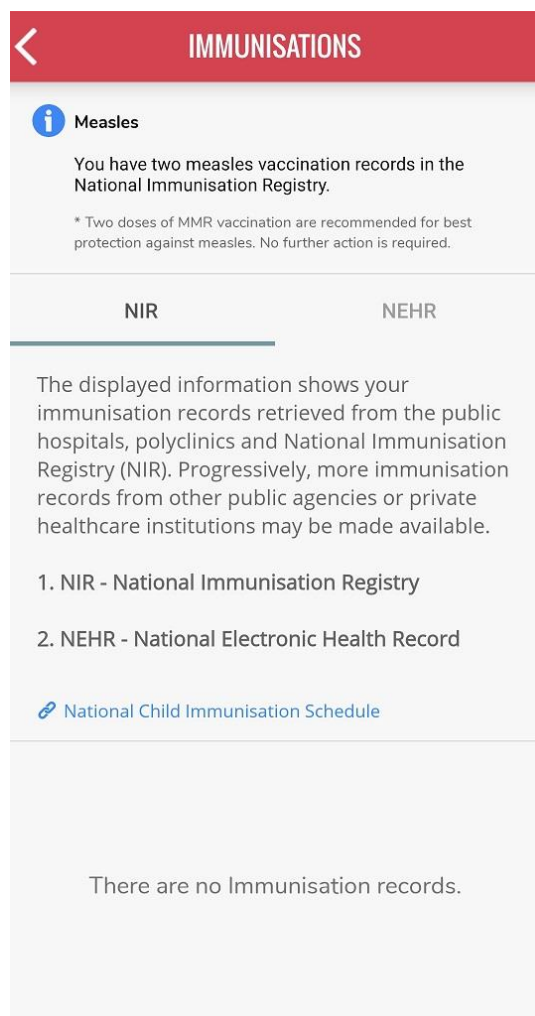 IMMUNISATIONS
Measles
You have two measles vaccination records in the
National Immunisation Registry.
* Two doses of MMR vaccination are recommended for best
protection against measles. No further action is required.
NIR
NEHR
The displayed information shows your
immunisation records retrieved from the public
hospitals, polyclinics and National Immunisation
Registry (NIR). Progressively, more immunisation
records from other public agencies or private
healthcare institutions may be made available.
1. NIR - National Immunisation Registry
2. NEHR - National Electronic Health Record
National Child Immunisation Schedule
There are no Immunisation records.